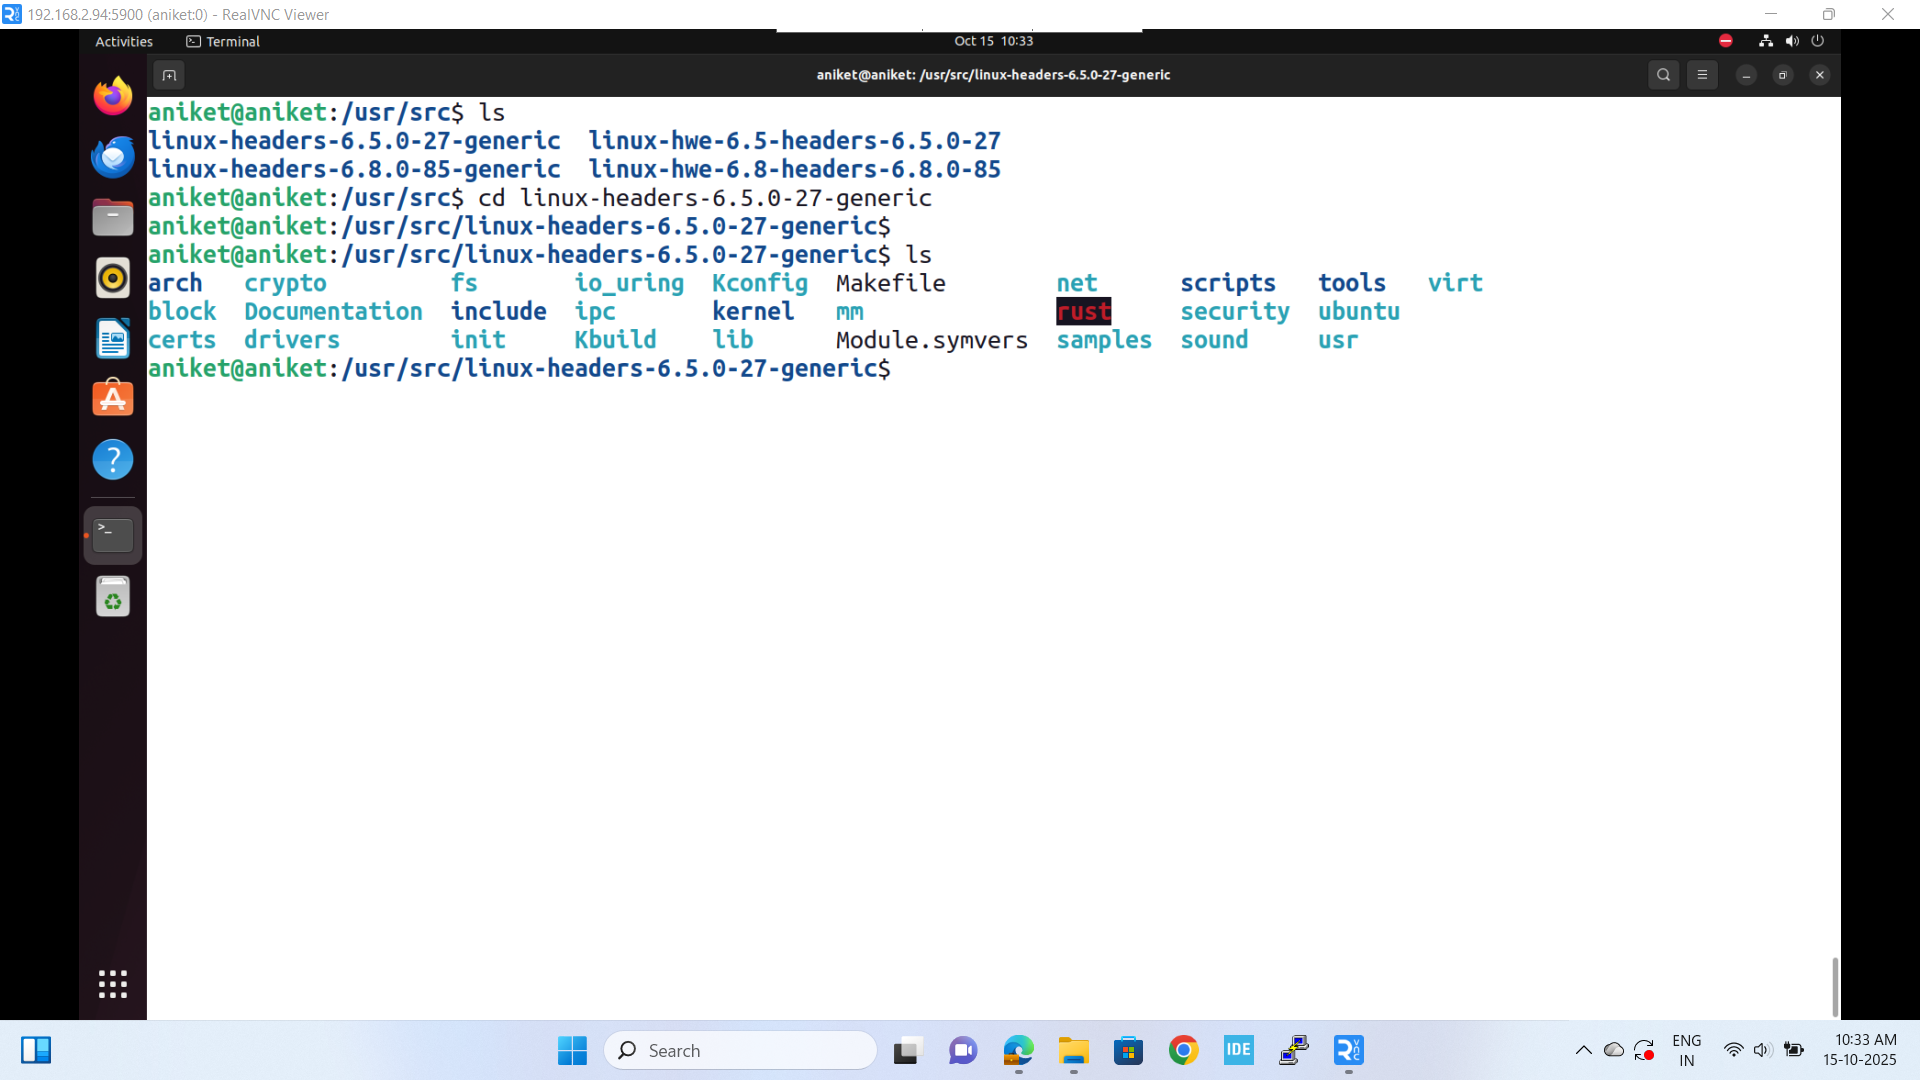 192.168.2.94:5900 (aniket:0) - RealVNC Viewer
Activities Terminal Oct 15 10:33
aniket@aniket: /usr/src/linux-headers-6.5.0-27-generic
aniket@aniket:/usr/src$ ls
linux-headers-6.5.0-27-generic linux-hwe-6.5-headers-6.5.0-27
linux-headers-6.8.0-85-generic linux-hwe-6.8-headers-6.8.0-85
aniket@aniket:/usr/src$ cd linux-headers-6.5.0-27-generic
aniket@aniket:/usr/src/linux-headers-6.5.0-27-generic$
aniket@aniket:/usr/src/linux-headers-6.5.0-27-generic$ ls
arch crypto fs io_uring Kconfig Makefile net scripts tools virt
block Documentation include ipc kernel mm rust security ubuntu
certs drivers init Kbuild lib Module.symvers samples sound usr
aniket@aniket:/usr/src/linux-headers-6.5.0-27-generic$
Search
IDE
ENG
IN
10:33 AM
15-10-2025